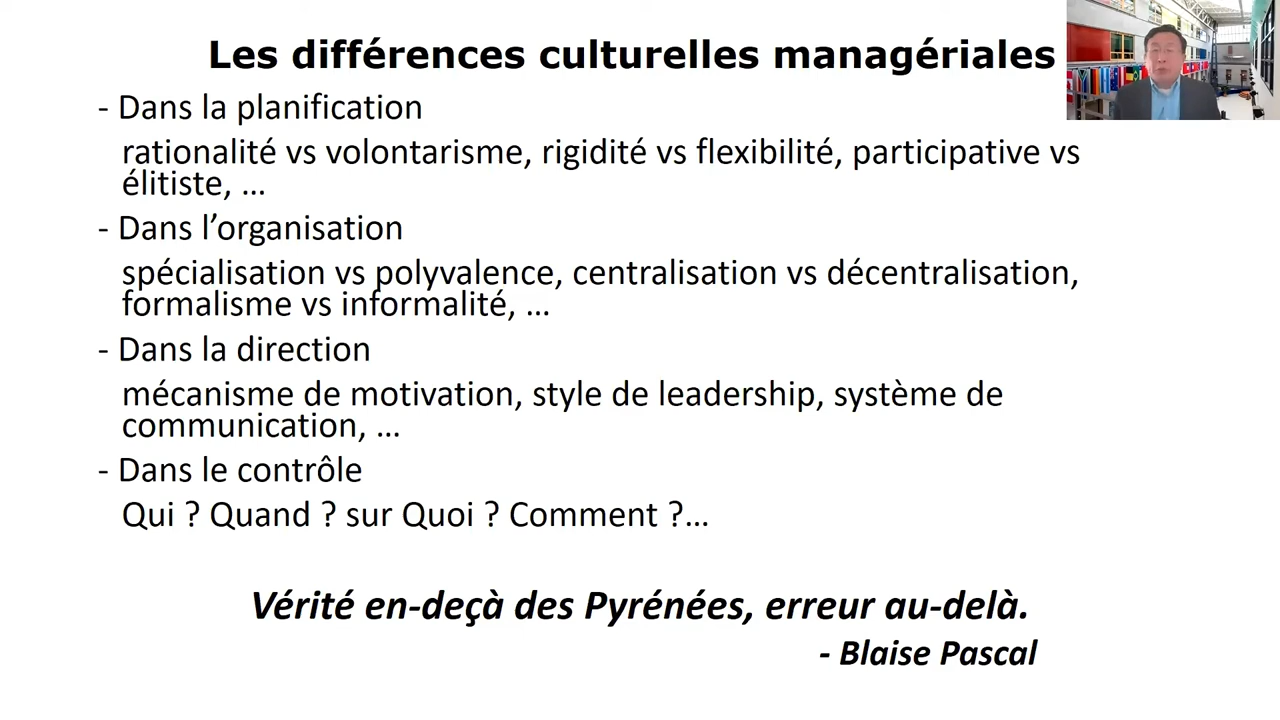 Les différences culturelles managériales
- Dans la planification
rationalité vs volontarisme, rigidité vs flexibilité, participative vs
élitiste, ...
- Dans l’organisation
spécialisation vs polyvalence, centralisation vs décentralisation,
formalisme vs informalité, ...
- Dans la direction
mécanisme de motivation, style de leadership, système de
communication, ...
- Dans le contrôle
Qui ? Quand ? sur Quoi ? Comment ?...
Vérité en-deçà des Pyrénées, erreur au-delà.
- Blaise Pascal